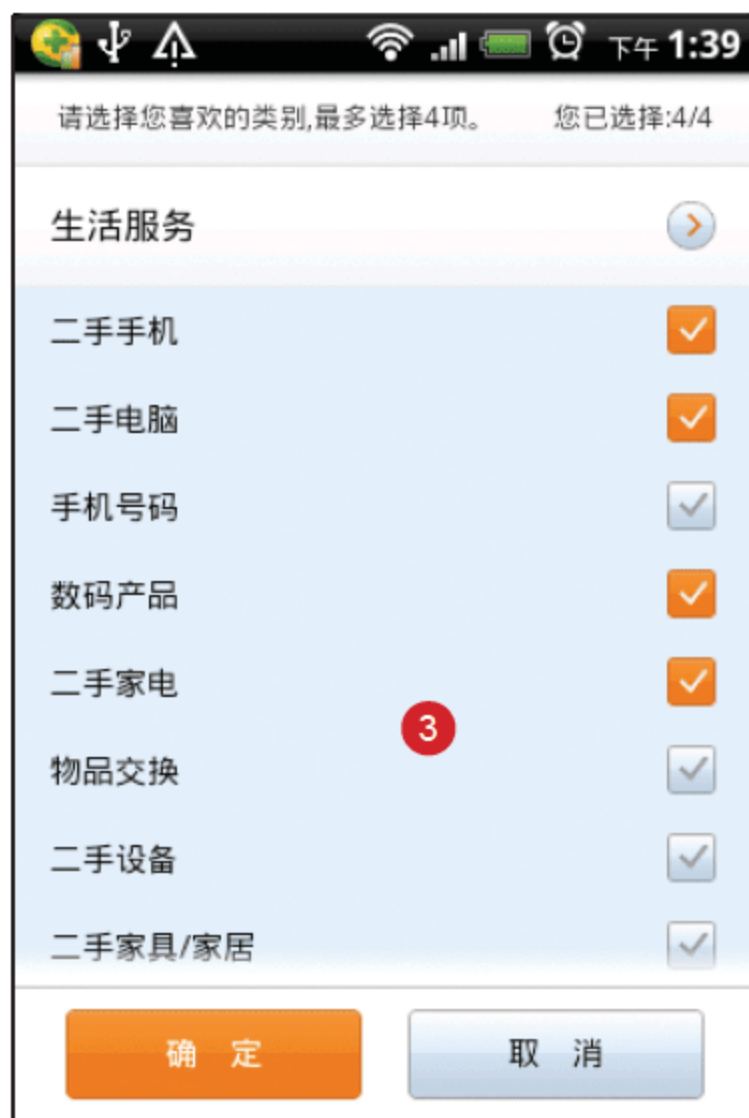 下午 1:39
请选择您喜欢的类别,最多选择4项。 您已选择:4/4
生活服务
二手手机
二手电脑
手机号码
数码产品
二手家电
3
物品交换
二手设备
二手家具/家居
确 定 取 消